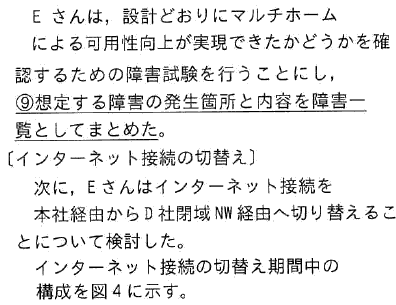 Eさんは，設計どおりにマルチホーム
による可用性向上が実現できたかどうかを確
認するための障害試験を行うことにし，
⑨想定する障害の発生箇所と内容を障害一
覧としてまとめた。
〔インターネット接続の切替え〕
次に，Eさんはインターネット接続を
本社経由からD社閉域NW経由へ切り替えるこ
とについて検討した。
インターネット接続の切替え期間中の
構成を図4に示す。